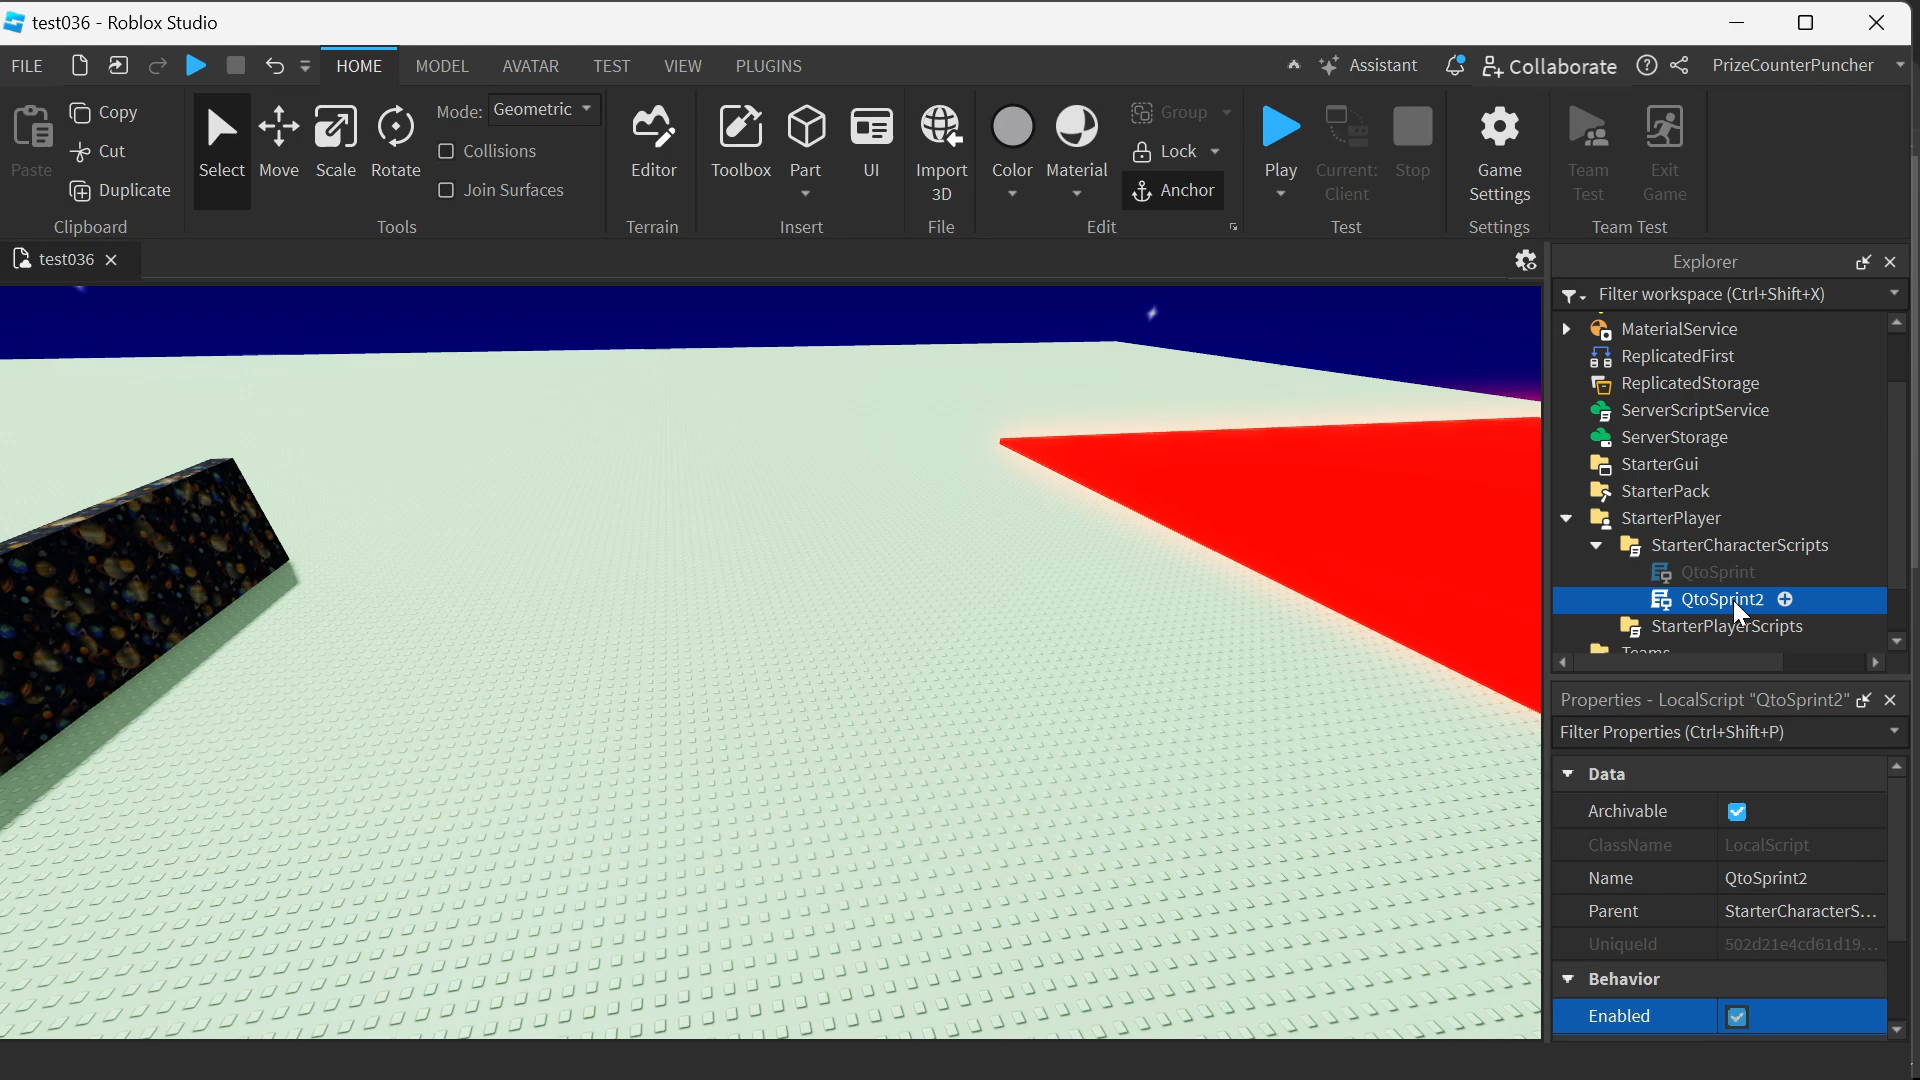 test036 - Roblox Studio
FILE HOME MODEL AVATAR TEST VIEW PLUGINS Assistant Collaborate PrizeCounterPuncher
Paste
Copy
Cut
Duplicate
Clipboard
Select
Move
Scale
Rotate
Mode: Geometric
Collisions
Join Surfaces
Tools
Editor
Terrain
Toolbox
Part
UI
Insert
Import
3D
File
Color
Material
Group
Lock
Anchor
Edit
Play
Current:
Client
Stop
Test
Game
Settings
Settings
Team
Test
Exit
Game
Team Test
test036
Explorer
Filter workspace (Ctrl+Shift+X)
MaterialService
ReplicatedFirst
ReplicatedStorage
ServerScriptService
ServerStorage
StarterGui
StarterPack
StarterPlayer
StarterCharacterScripts
QtoSprint
QtoSprint2
StarterPlayerScripts
Teams
Properties - LocalScript "QtoSprint2"
Filter Properties (Ctrl+Shift+P)
Data
Archivable
ClassName LocalScript
Name QtoSprint2
Parent StarterCharacterS...
UniqueId 502d21e4cd61d19...
Behavior
Enabled